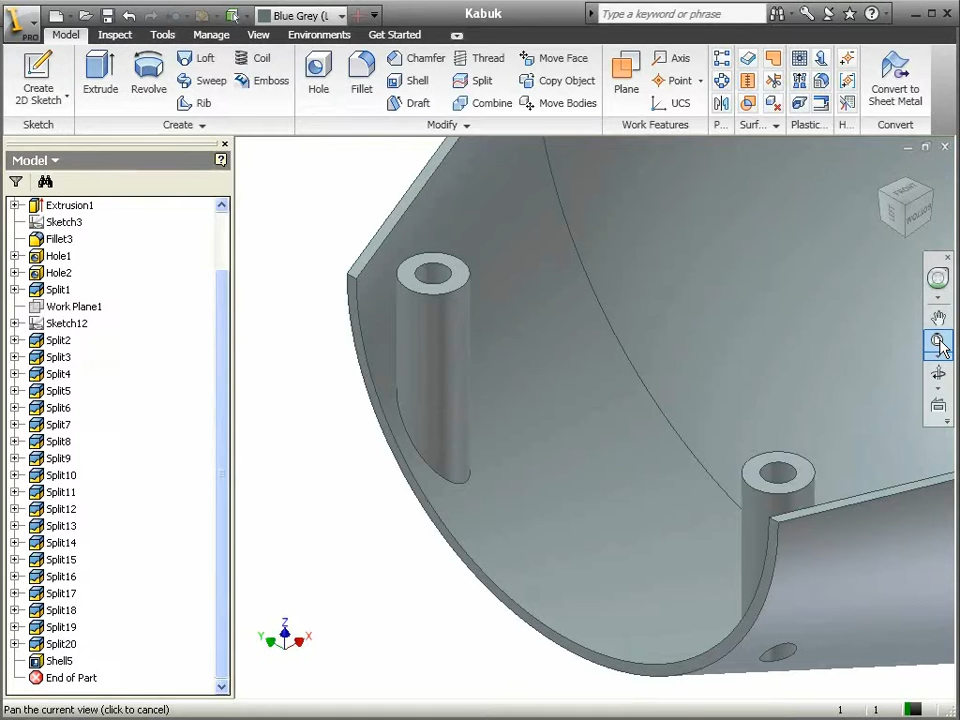 Blue Grey (l
Kabuk
Type a keyword or phrase
PRO
Model
Inspect
Tools
Manage
View
Environments
Get Started
Create
2D Sketch
Extrude
Revolve
Loft
Sweep
Rib
Coil
Emboss
Hole
Fillet
Chamfer
Shell
Draft
Thread
Split
Combine
Move Face
Copy Object
Move Bodies
Plane
Axis
Point
UCS
Convert to
Sheet Metal
Sketch
Create
Modify
Work Features
P...
Surf...
Plastic...
H...
Convert
Model
Extrusion1
Sketch3
Fillet3
Hole1
Hole2
Split1
Work Plane1
Sketch12
Split2
Split3
Split4
Split5
Split6
Split7
Split8
Split9
Split10
Split11
Split12
Split13
Split14
Split15
Split16
Split17
Split18
Split19
Split20
Shell5
End of Part
FRONT
BOTTOM
Z
Y
X
Pan the current view (click to cancel)
1
1